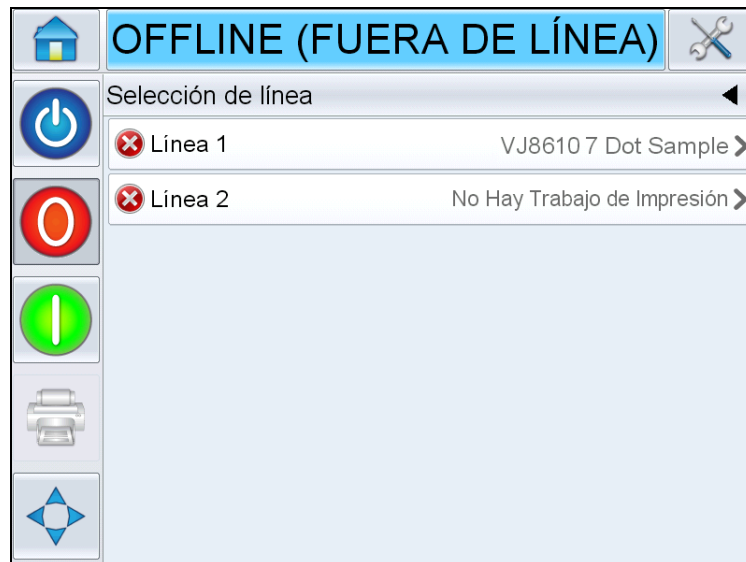 OFFLINE (FUERA DE LÍNEA)
Selección de línea
Línea 1 VJ8610 7 Dot Sample
Línea 2 No Hay Trabajo de Impresión